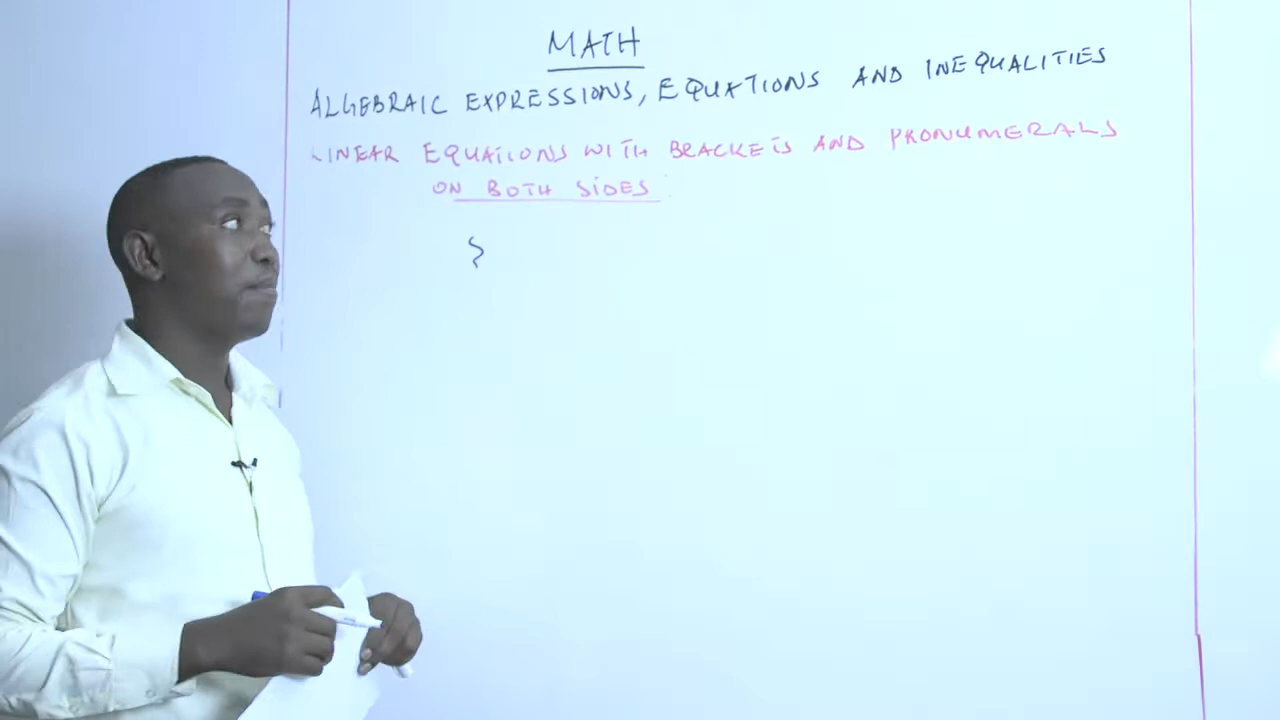 MATH
ALGEBRAIC EXPRESSIONS, EQUATIONS AND INEQUALITIES
LINEAR EQUATIONS WITH BRACKETS AND PRONUMERALS
ON BOTH SIDES
}